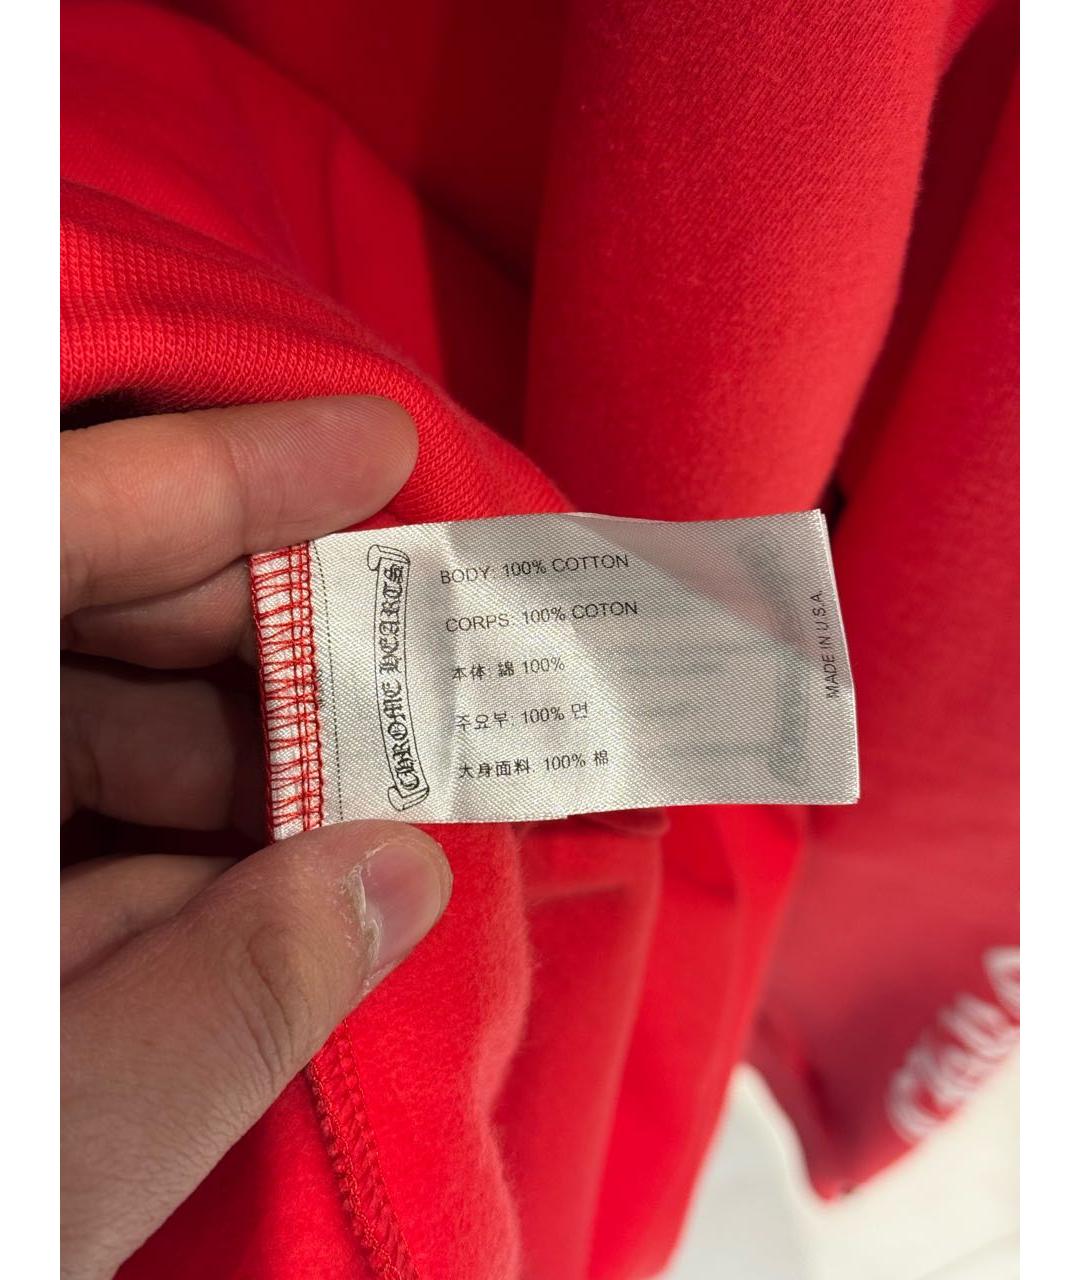 CHROME HEARTS
BODY: 100% COTTON
CORPS: 100% COTON
本体: 綿 100%
주요부: 100% 면
大身面料: 100% 棉
MADE IN U.S.A.